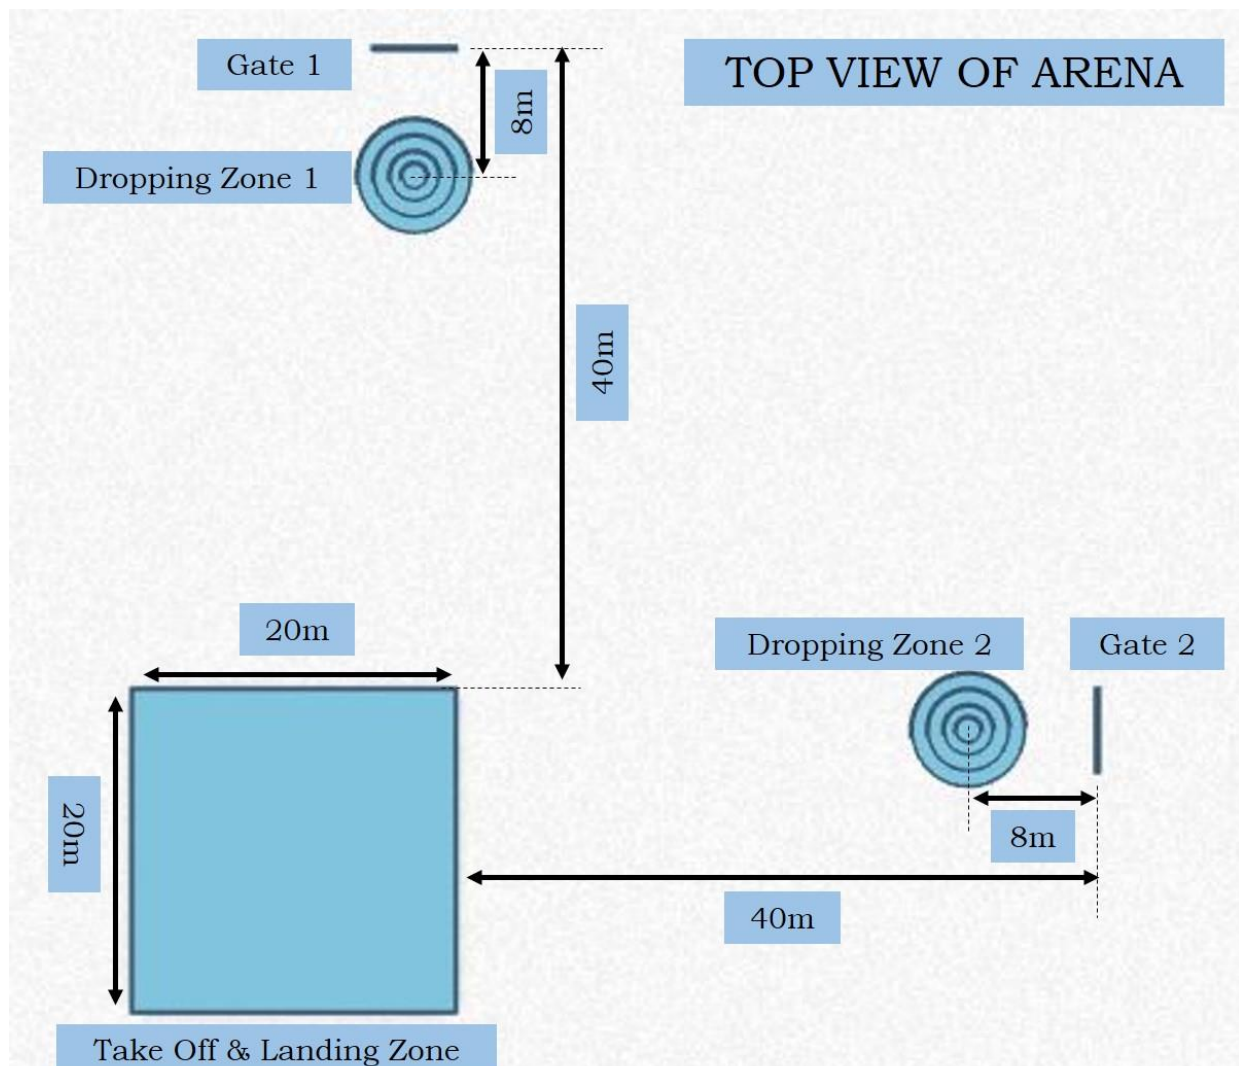 Gate 1
TOP VIEW OF ARENA
8m
Dropping Zone 1
40m
20m
Dropping Zone 2
Gate 2
20m
8m
40m
Take Off & Landing Zone